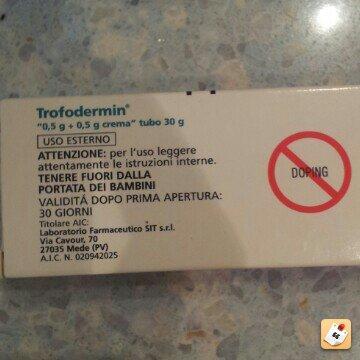 Trofodermin®
"0,5 g + 0,5 g crema" tubo 30 g
USO ESTERNO
ATTENZIONE: per l'uso leggere
attentamente le istruzioni interne.
TENERE FUORI DALLA
PORTATA DEI BAMBINI
VALIDITÀ DOPO PRIMA APERTURA:
30 GIORNI
Titolare AIC:
Laboratorio Farmaceutico SIT s.r.l.
Via Cavour, 70
27035 Mede (PV)
A.I.C. N. 020942025
DOPING